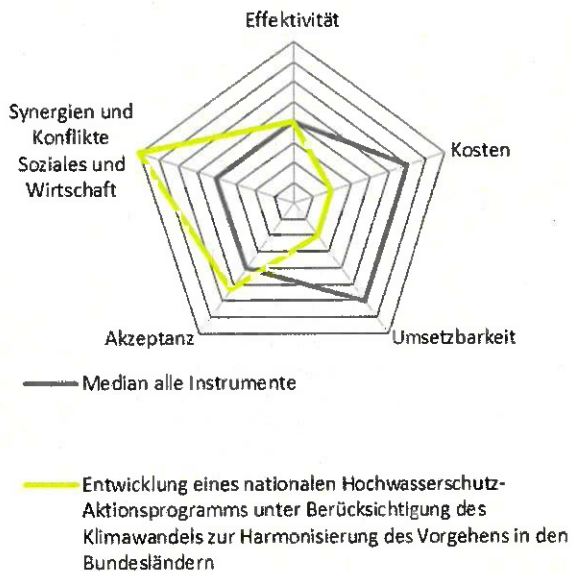 Effektivität
Synergien und
Konflikte
Soziales und
Wirtschaft
Kosten
Akzeptanz
Umsetzbarkeit
Median alle Instrumente
Entwicklung eines nationalen Hochwasserschutz-
Aktionsprogramms unter Berücksichtigung des
Klimawandels zur Harmonisierung des Vorgehens in den
Bundesländern